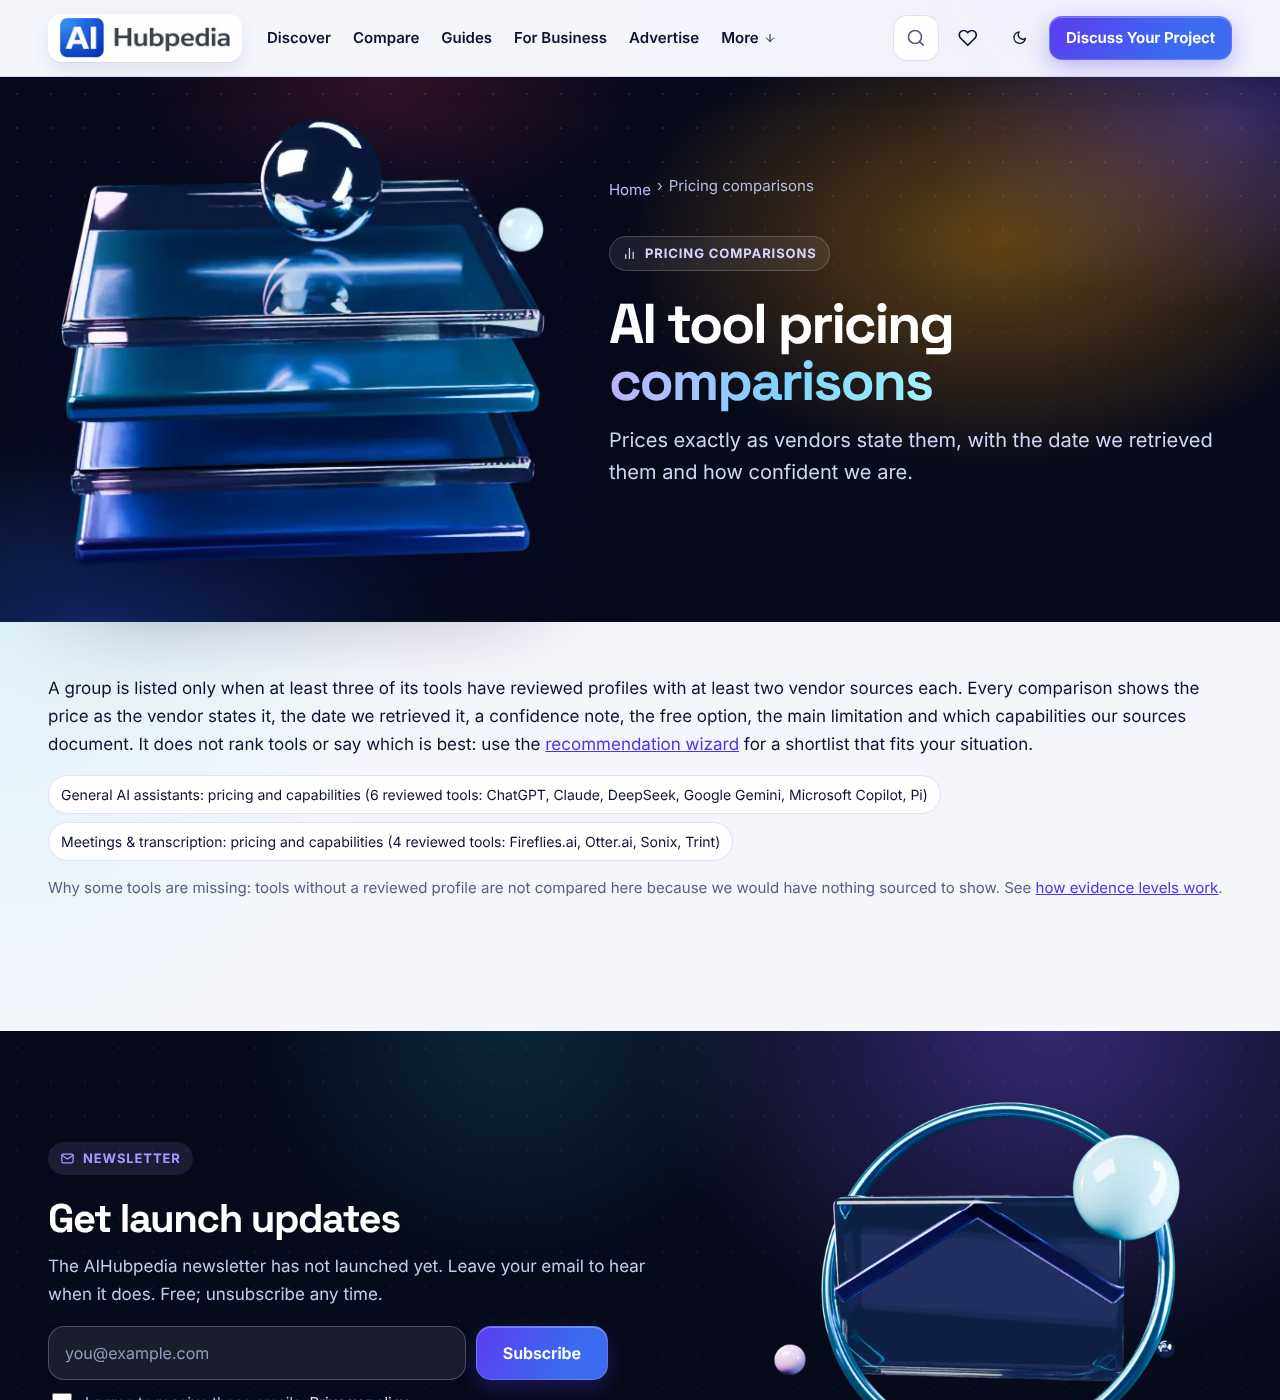 AI Hubpedia
Discover
Compare
Guides
For Business
Advertise
More
Discuss Your Project
Home › Pricing comparisons
PRICING COMPARISONS
AI tool pricing
comparisons
Prices exactly as vendors state them, with the date we retrieved
them and how confident we are.
A group is listed only when at least three of its tools have reviewed profiles with at least two vendor sources each. Every comparison shows the
price as the vendor states it, the date we retrieved it, a confidence note, the free option, the main limitation and which capabilities our sources
document. It does not rank tools or say which is best: use the recommendation wizard for a shortlist that fits your situation.
General AI assistants: pricing and capabilities (6 reviewed tools: ChatGPT, Claude, DeepSeek, Google Gemini, Microsoft Copilot, Pi)
Meetings & transcription: pricing and capabilities (4 reviewed tools: Fireflies.ai, Otter.ai, Sonix, Trint)
Why some tools are missing: tools without a reviewed profile are not compared here because we would have nothing sourced to show. See how evidence levels work.
NEWSLETTER
Get launch updates
The AIHubpedia newsletter has not launched yet. Leave your email to hear
when it does. Free; unsubscribe any time.
you@example.com
Subscribe